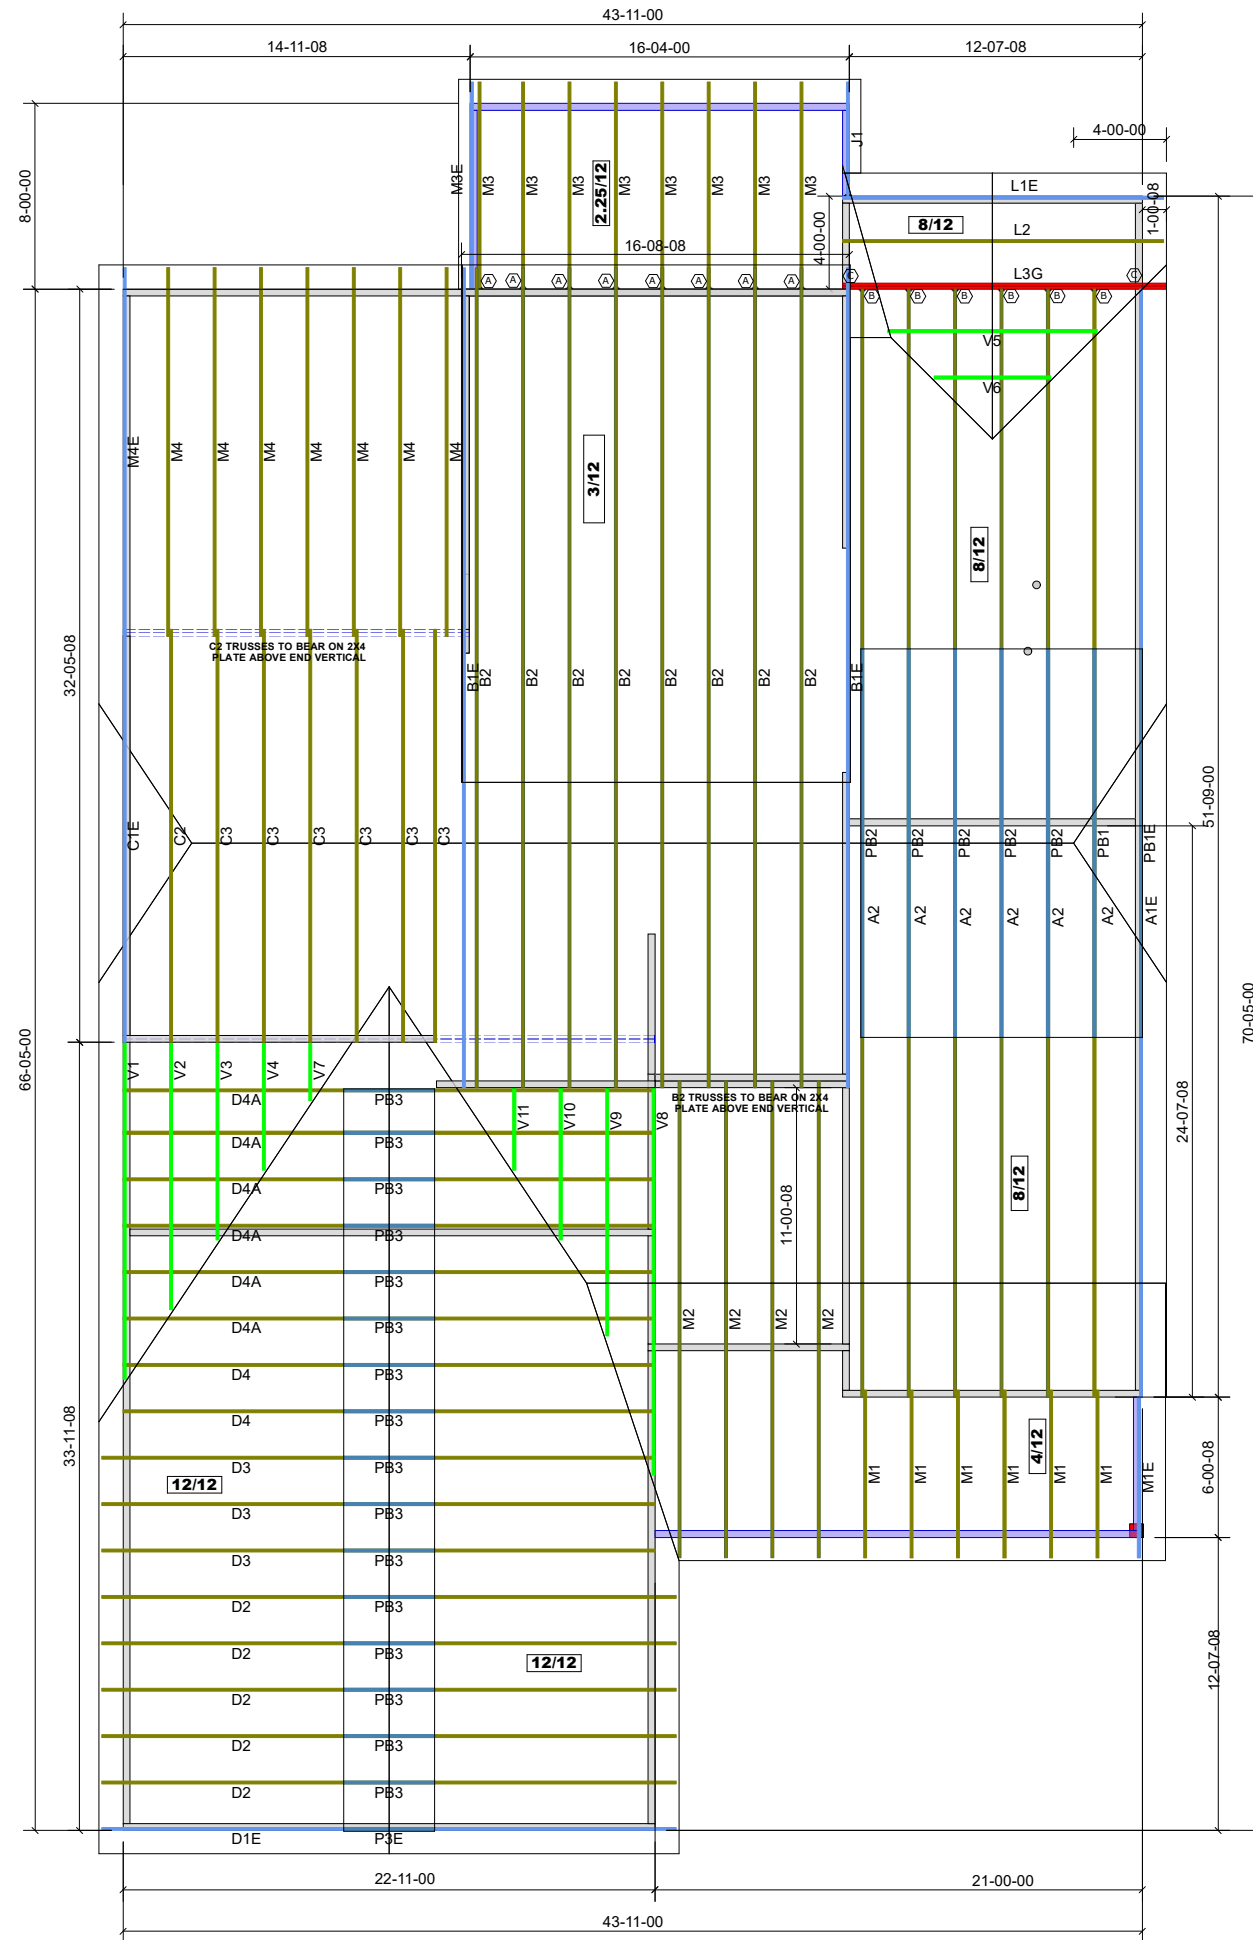 43-11-00
14-11-08
16-04-00
12-07-08
4-00-00
8-00-00
M3E
M3
M3
M3
M3
M3
M3
M3
M3
2.25/12
J1
L1E
1-00-08
8/12
L2
4-00-00
16-08-08
L3G
A
A
A
A
A
A
A
A
C
C
B
B
B
B
B
B
V5
V6
M4E
M4
M4
M4
M4
M4
M4
M4
3/12
8/12
C2 TRUSSES TO BEAR ON 2X4
PLATE ABOVE END VERTICAL
32-05-08
B1E
B2
B2
B2
B2
B2
B2
B2
B2
B1E
51-09-00
C1E
C2
C3
C3
C3
C3
C3
C3
PB2
PB2
PB2
PB2
PB2
PB1
PB1E
A2
A2
A2
A2
A2
A2
A1E
66-05-00
70-05-00
24-07-08
V1
V2
V3
V4
V7
D4A
PB3
V11
V10
V9
V8
B2 TRUSSES TO BEAR ON 2X4
PLATE ABOVE END VERTICAL
D4A
PB3
D4A
PB3
8/12
11-00-08
D4A
PB3
D4A
PB3
D4A
PB3
M2
M2
M2
M2
D4
PB3
33-11-08
D4
PB3
4/12
D3
PB3
M1
M1
M1
M1
M1
M1
M1E
6-00-08
12/12
D3
PB3
D3
PB3
D2
PB3
D2
PB3
12/12
12-07-08
D2
PB3
D2
PB3
D2
PB3
D1E
P3E
22-11-00
21-00-00
43-11-00